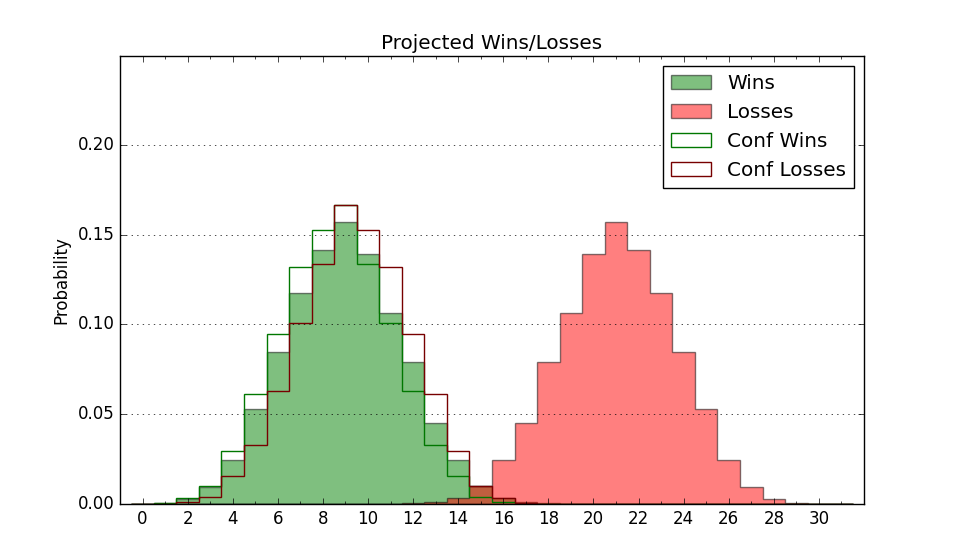 Projected Wins/Losses
Wins
Losses
Conf Wins
Conf Losses
Probability
0.20
0.15
0.10
0.05
0.00
0 2 4 6 8 10 12 14 16 18 20 22 24 26 28 30